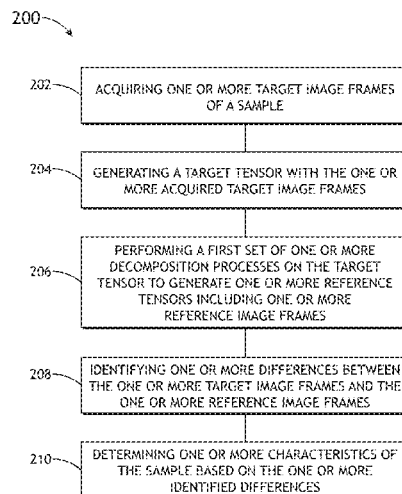 200
202
ACQUIRING ONE OR MORE TARGET IMAGE FRAMES
OF A SAMPLE
204
GENERATING A TARGET TENSOR WITH THE ONE OR
MORE ACQUIRED TARGET IMAGE FRAMES
206
PERFORMING A FIRST SET OF ONE OR MORE
DECOMPOSITION PROCESSES ON THE TARGET
TENSOR TO GENERATE ONE OR MORE REFERENCE
TENSORS INCLUDING ONE OR MORE
REFERENCE IMAGE FRAMES
208
IDENTIFYING ONE OR MORE DIFFERENCES BETWEEN
THE ONE OR MORE TARGET IMAGE FRAMES AND THE
ONE OR MORE REFERENCE IMAGE FRAMES
210
DETERMINING ONE OR MORE CHARACTERISTICS OF
THE SAMPLE BASED ON THE ONE OR MORE
IDENTIFIED DIFFERENCES